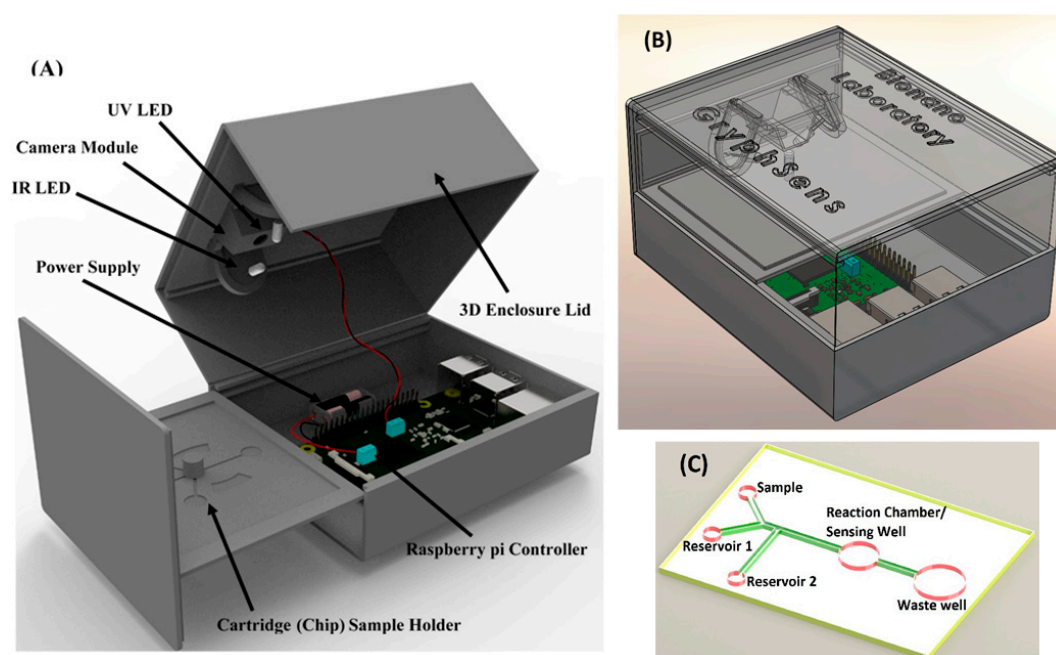 (A)
UV LED
Camera Module
IR LED
Power Supply
3D Enclosure Lid
Raspberry pi Controller
Cartridge (Chip) Sample Holder
(B)
Bionano
Laboratory
GryphSens
(C)
Sample
Reaction Chamber/
Sensing Well
Reservoir 1
Reservoir 2
Waste well